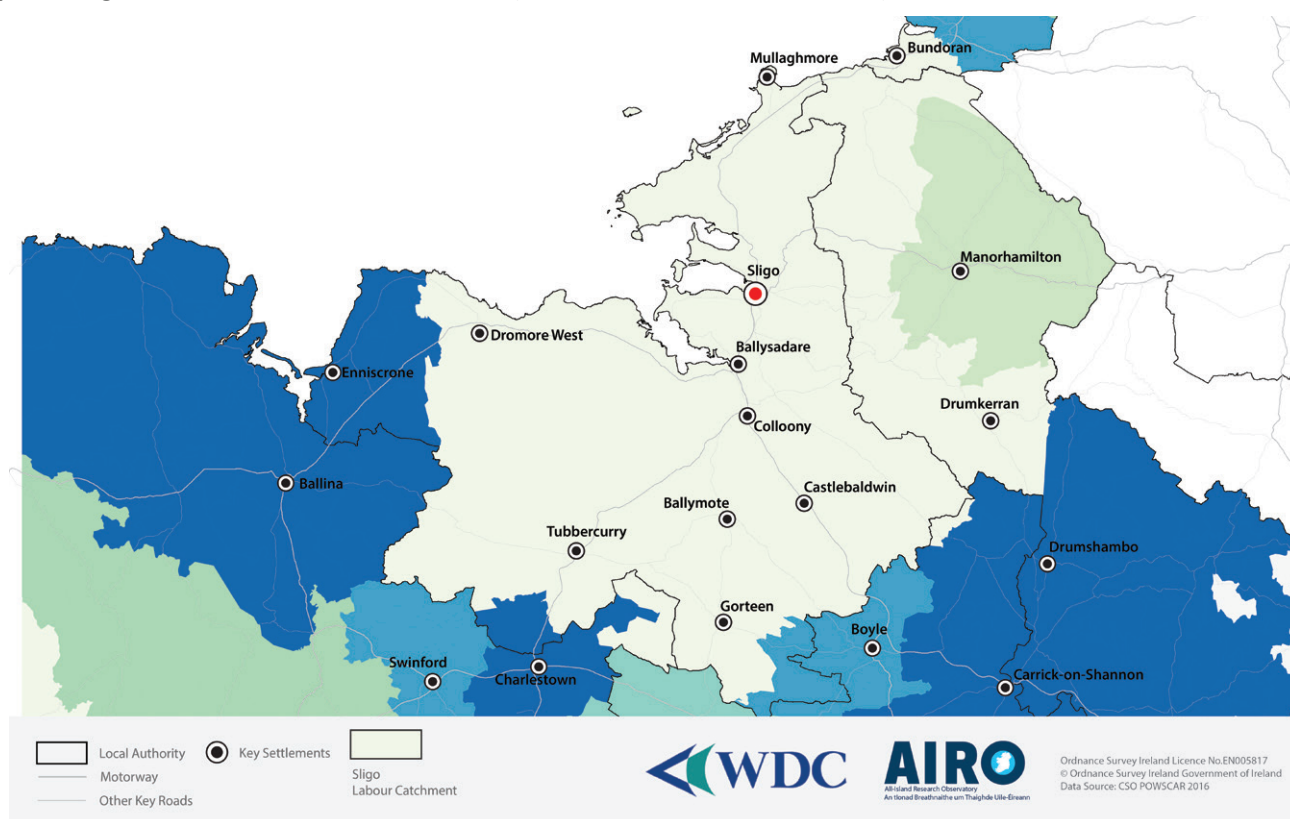 Bundoran
Mullaghmore
Manorhamilton
Sligo
Dromore West
Ballysadare
Enniscrone
Drumkerran
Colloony
Ballina
Castlebaldwin
Ballymote
Tubbercurry
Drumshambo
Gorteen
Boyle
Swinford
Charlestown
Carrick-on-Shannon
Local Authority
Motorway
Other Key Roads
Key Settlements
Sligo
Labour Catchment
WDC
AIRO
All-Island Research Observatory
An tIonad Breathnaithe um Thaighde Uile-Éireann
Ordnance Survey Ireland Licence No.EN005817
© Ordnance Survey Ireland Government of Ireland
Data Source: CSO POWSCAR 2016